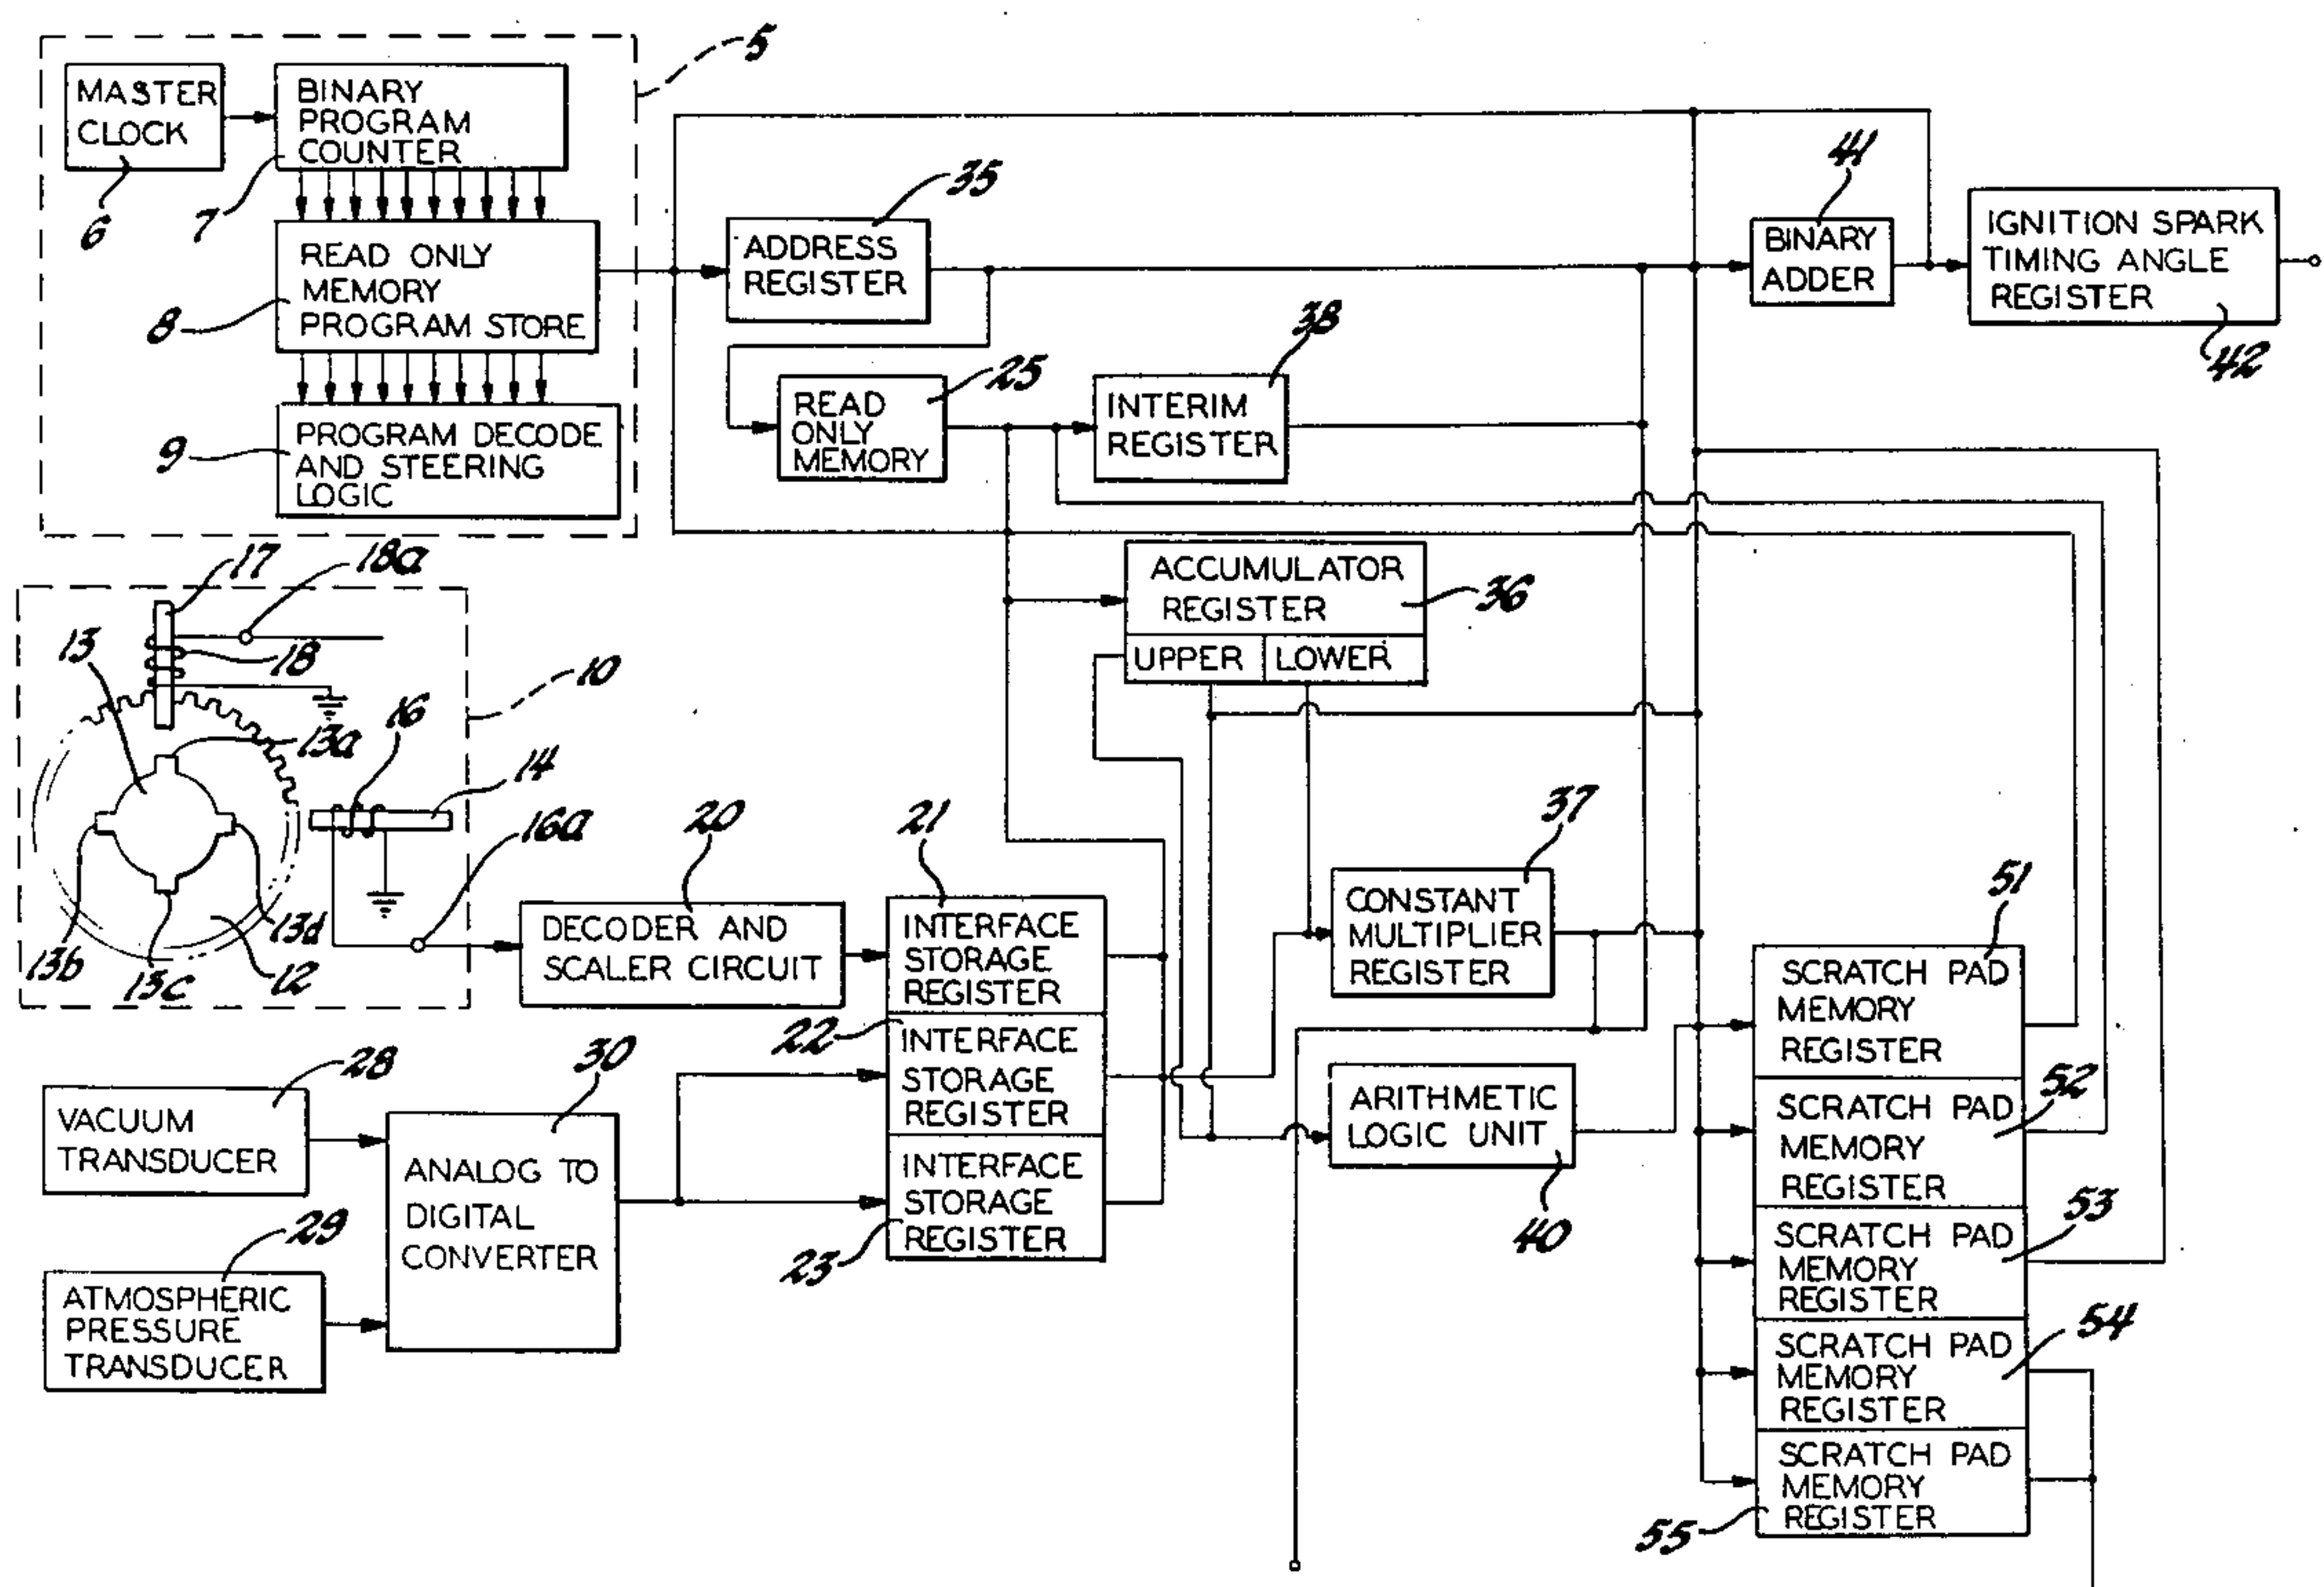 5
MASTER
CLOCK
6
BINARY
PROGRAM
COUNTER
7
READ ONLY
MEMORY
PROGRAM STORE
8
PROGRAM DECODE
AND STEERING
LOGIC
9
ADDRESS
REGISTER
35
READ
ONLY
MEMORY
25
INTERIM
REGISTER
38
BINARY
ADDER
41
IGNITION SPARK
TIMING ANGLE
REGISTER
42
ACCUMULATOR
REGISTER
36
UPPER
LOWER
17
18a
18
13
13a
16
10
14
16a
13b
13c
13d
12
DECODER AND
SCALER CIRCUIT
20
21
INTERFACE
STORAGE
REGISTER
22
INTERFACE
STORAGE
REGISTER
INTERFACE
STORAGE
REGISTER
23
VACUUM
TRANSDUCER
28
ATMOSPHERIC
PRESSURE
TRANSDUCER
29
ANALOG TO
DIGITAL
CONVERTER
30
CONSTANT
MULTIPLIER
REGISTER
37
ARITHMETIC
LOGIC UNIT
40
SCRATCH PAD
MEMORY
REGISTER
51
SCRATCH PAD
MEMORY
REGISTER
52
SCRATCH PAD
MEMORY
REGISTER
53
SCRATCH PAD
MEMORY
REGISTER
54
SCRATCH PAD
MEMORY
REGISTER
55